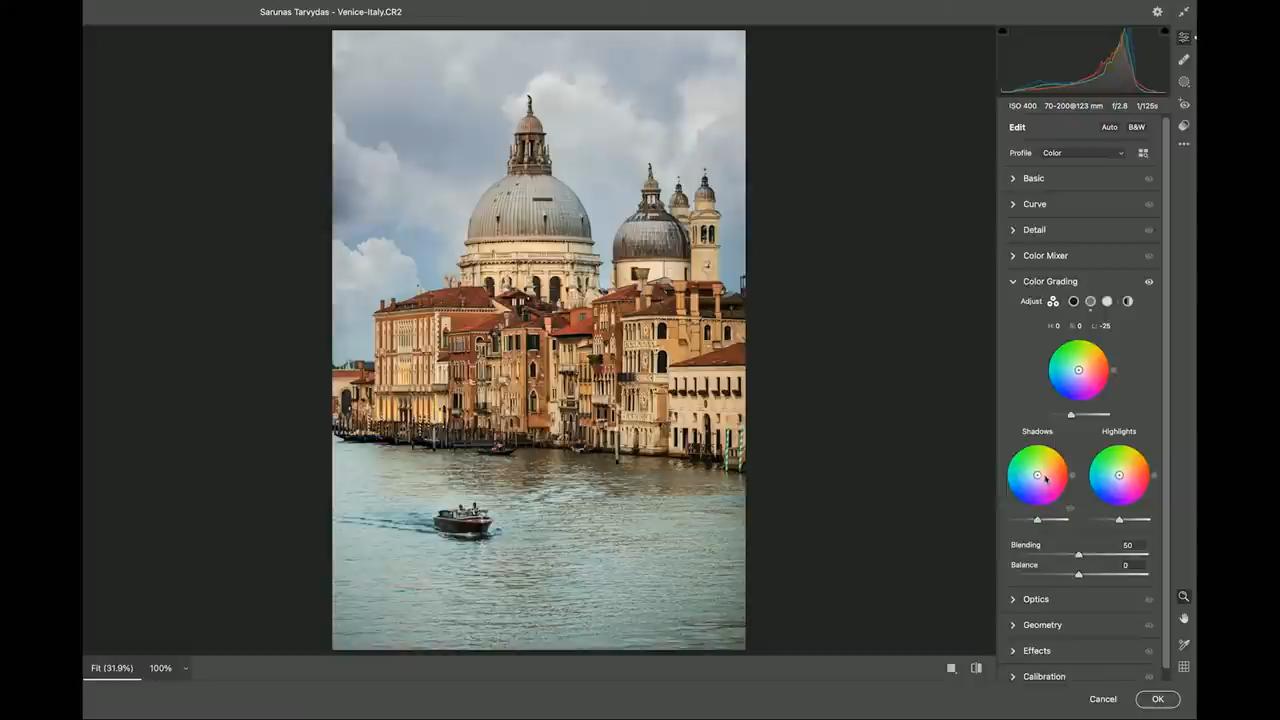 Sarunas Tarvydas - Venice-Italy.CR2
ISO 400 70-200@123 mm f/2.8 1/125s
Edit Auto B&W
Profile Color
Basic
Curve
Detail
Color Mixer
Color Grading
Adjust
H: 0 S: 0 L: -25
Shadows Highlights
Blending 50
Balance 0
Optics
Geometry
Effects
Calibration
Fit (31.9%) 100%
Cancel OK